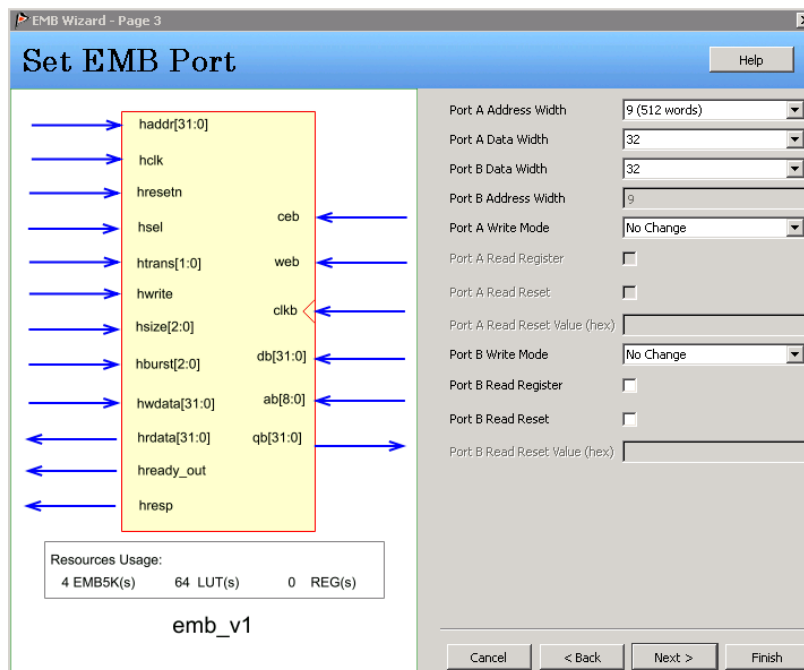 EMB Wizard - Page 3
Set EMB Port
Help
haddr[31:0]
hclk
hresetn
hsel
htrans[1:0]
hwrite
hsize[2:0]
hburst[2:0]
hwdata[31:0]
hrdata[31:0]
hready_out
hresp
ceb
web
clkb
db[31:0]
ab[8:0]
qb[31:0]
Resources Usage:
4 EMB5K(s) 64 LUT(s) 0 REG(s)
emb_v1
Port A Address Width 9 (512 words)
Port A Data Width 32
Port B Data Width 32
Port B Address Width 9
Port A Write Mode No Change
Port A Read Register
Port A Read Reset
Port A Read Reset Value (hex)
Port B Write Mode No Change
Port B Read Register
Port B Read Reset
Port B Read Reset Value (hex)
Cancel < Back Next > Finish